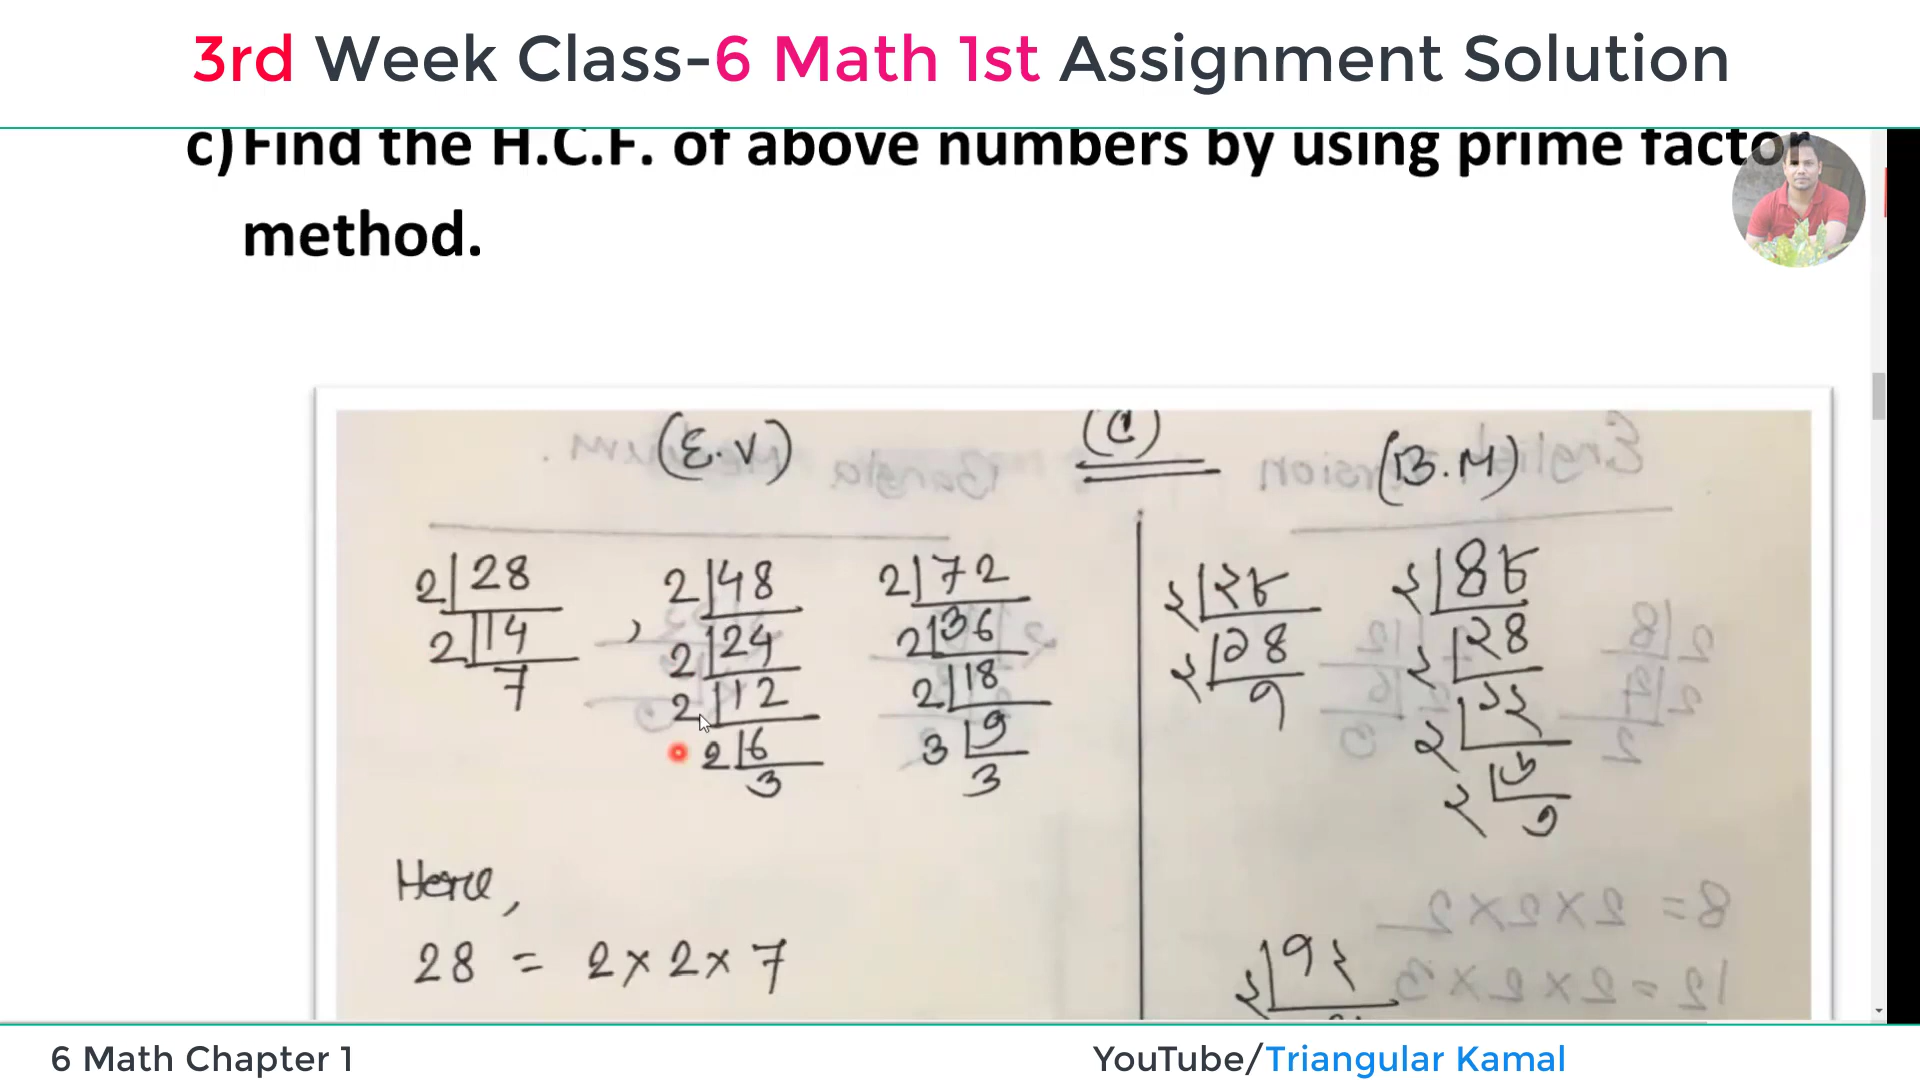 3rd Week Class-6 Math 1st Assignment Solution
c) Find the H.C.F. of above numbers by using prime factor
method.
(E.V)
(C)
(B.M)
2|28
2|14
7
,
2|48
2|24
2|12
2|6
3
2|72
2|36
2|18
3|9
3
২|২৮
২|১৪
৭
২|৪৮
২|২৪
২|১২
২|৬
৩
Here,
28 = 2 × 2 × 7
২|৭২
6 Math Chapter 1
YouTube/Triangular Kamal